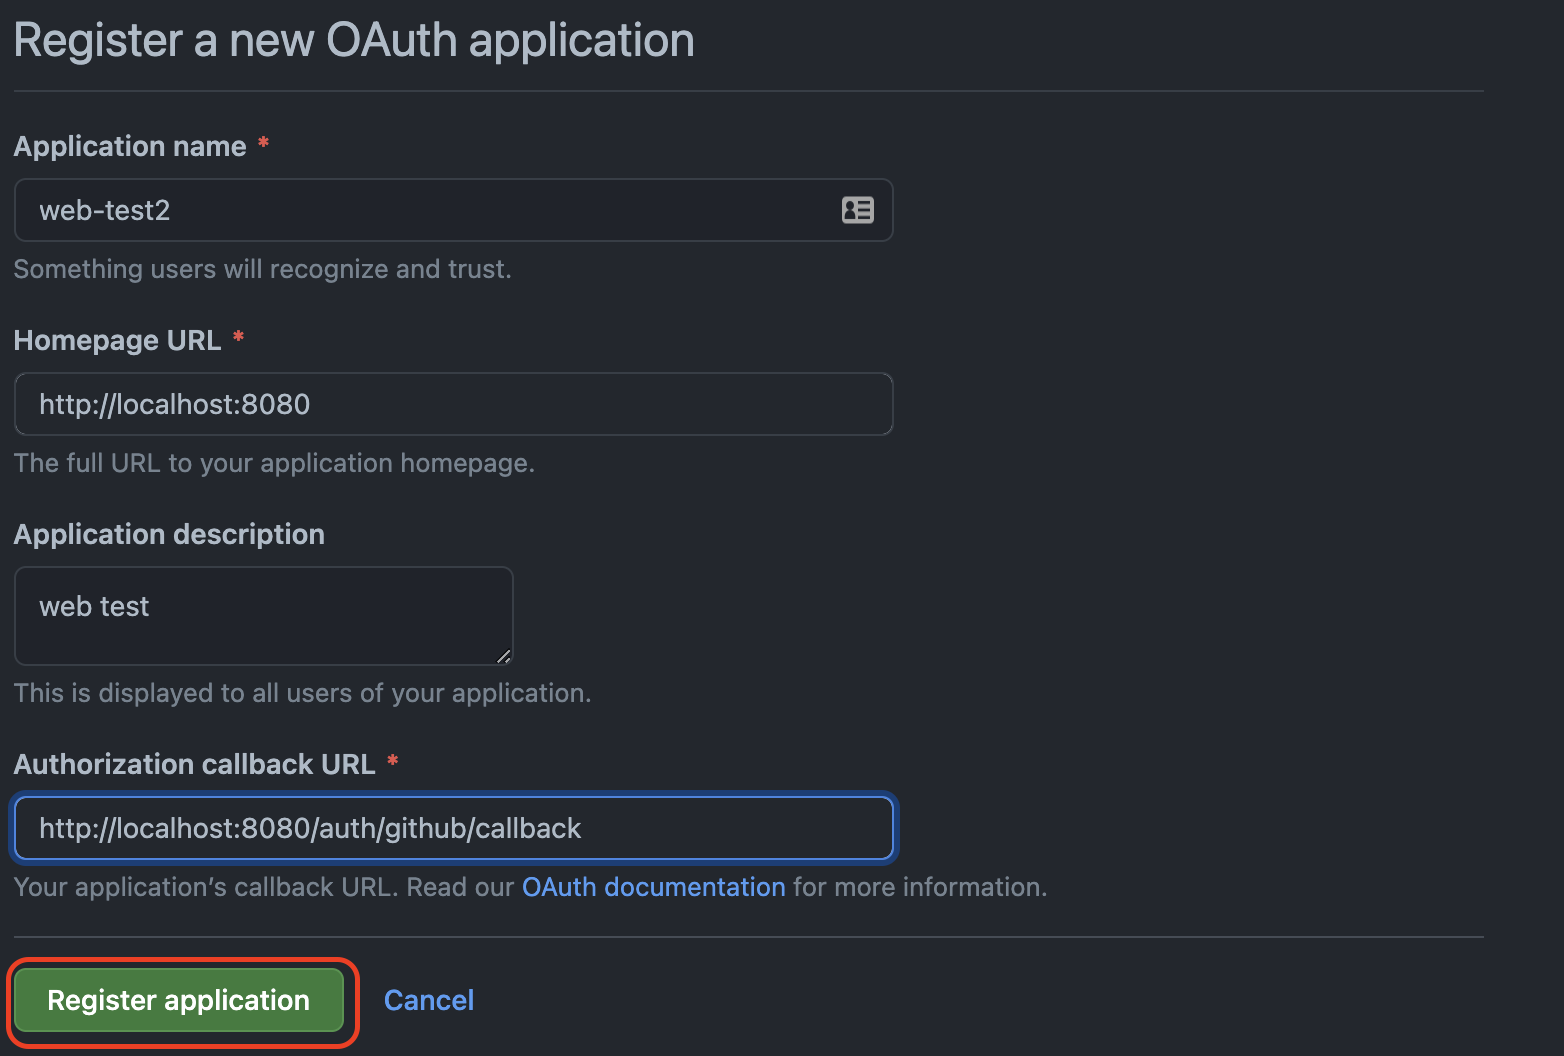 Register a new OAuth application
Application name *
web-test2
Something users will recognize and trust.
Homepage URL *
http://localhost:8080
The full URL to your application homepage.
Application description
web test
This is displayed to all users of your application.
Authorization callback URL *
http://localhost:8080/auth/github/callback
Your application’s callback URL. Read our OAuth documentation for more information.
Register application Cancel